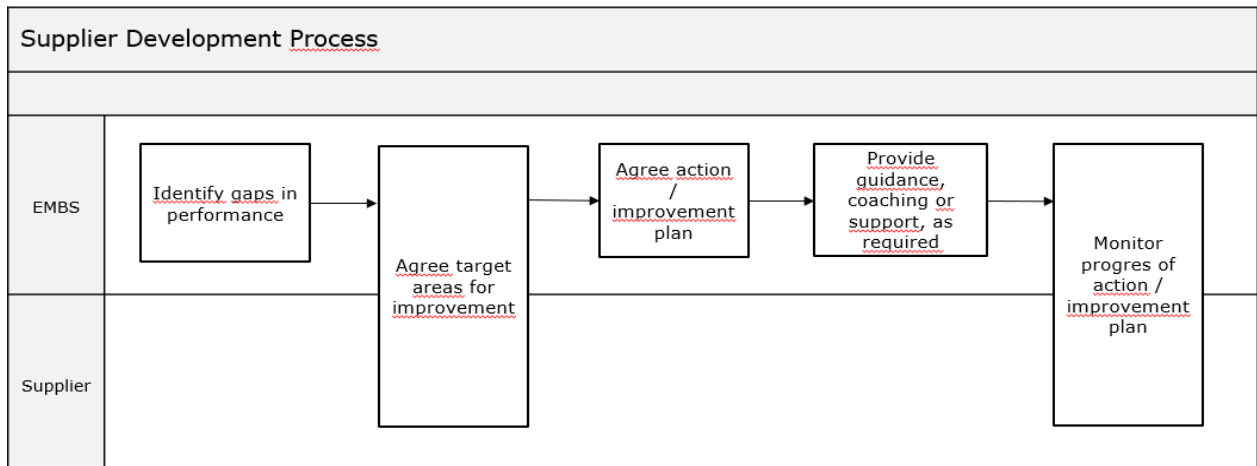 Supplier Development Process
EMBS
Identify gaps in
performance
Agree target
areas for
improvement
Agree action
/
improvement
plan
Provide
guidance,
coaching or
support, as
required
Monitor
progres of
action /
improvement
plan
Supplier